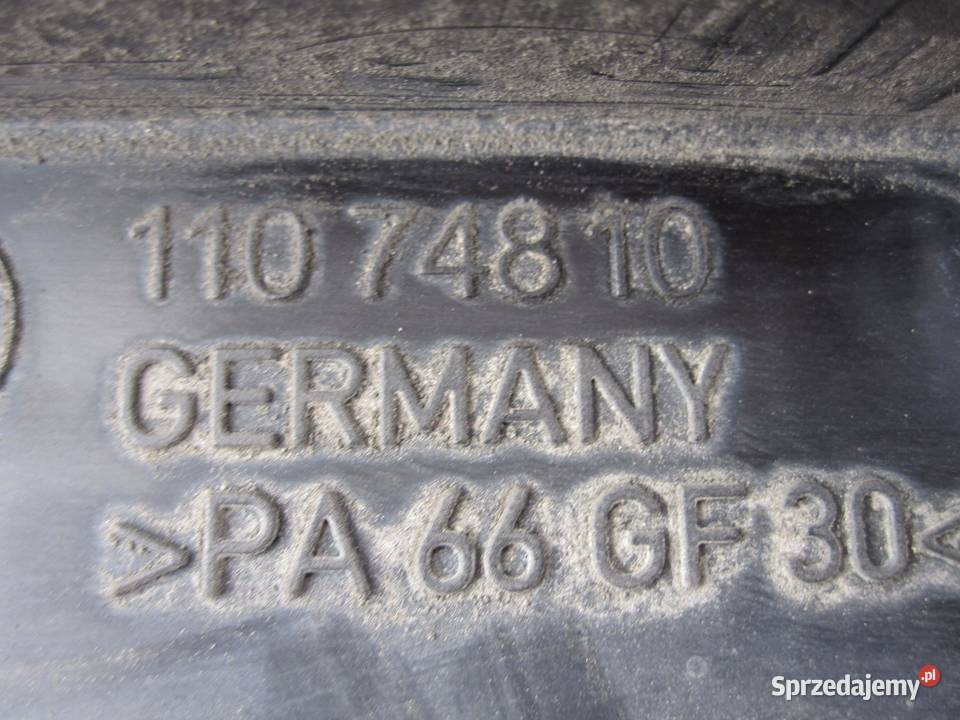 110 748 10
GERMANY
>PA 66 GF 30<
Sprzedajemy.pl